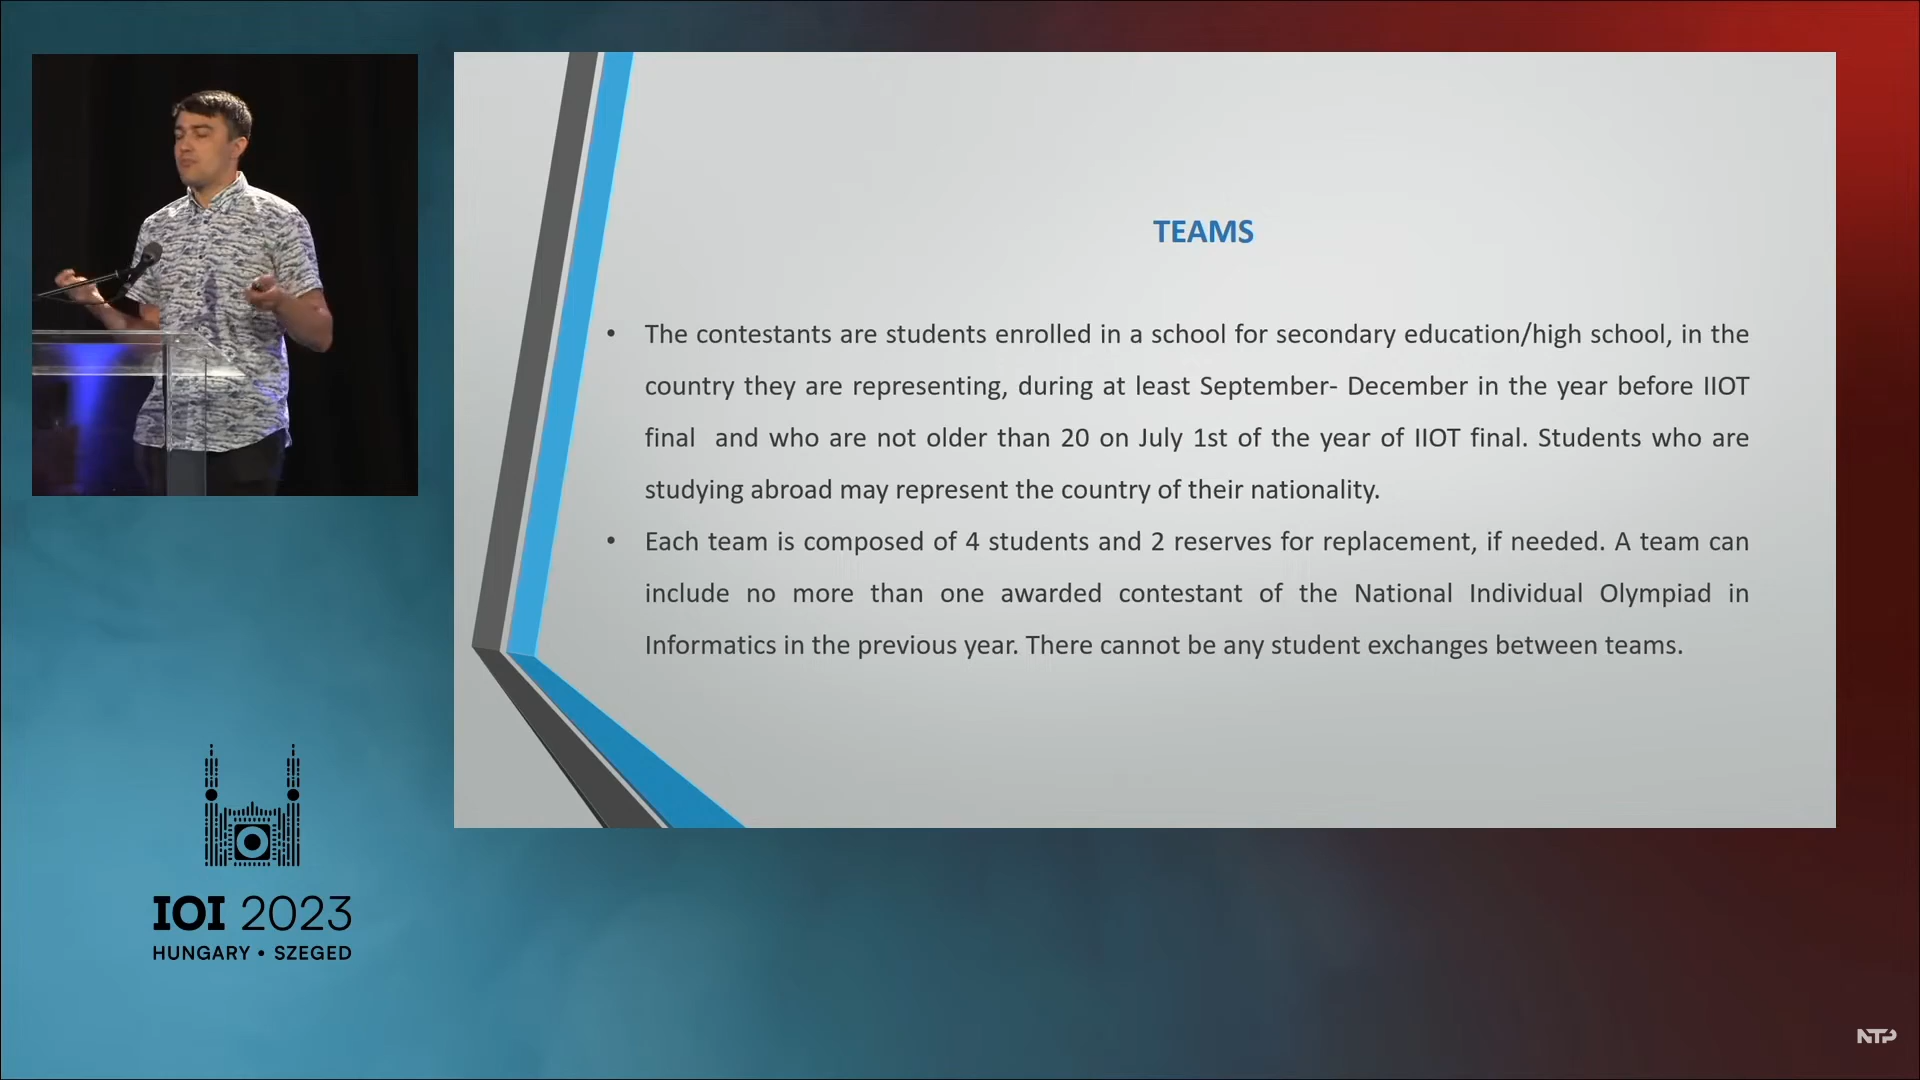 TEAMS
• The contestants are students enrolled in a school for secondary education/high school, in the
country they are representing, during at least September- December in the year before IIOT
final  and who are not older than 20 on July 1st of the year of IIOT final. Students who are
studying abroad may represent the country of their nationality.
• Each team is composed of 4 students and 2 reserves for replacement, if needed. A team can
include no more than one awarded contestant of the National Individual Olympiad in
Informatics in the previous year. There cannot be any student exchanges between teams.
IOI 2023
HUNGARY • SZEGED
NTP